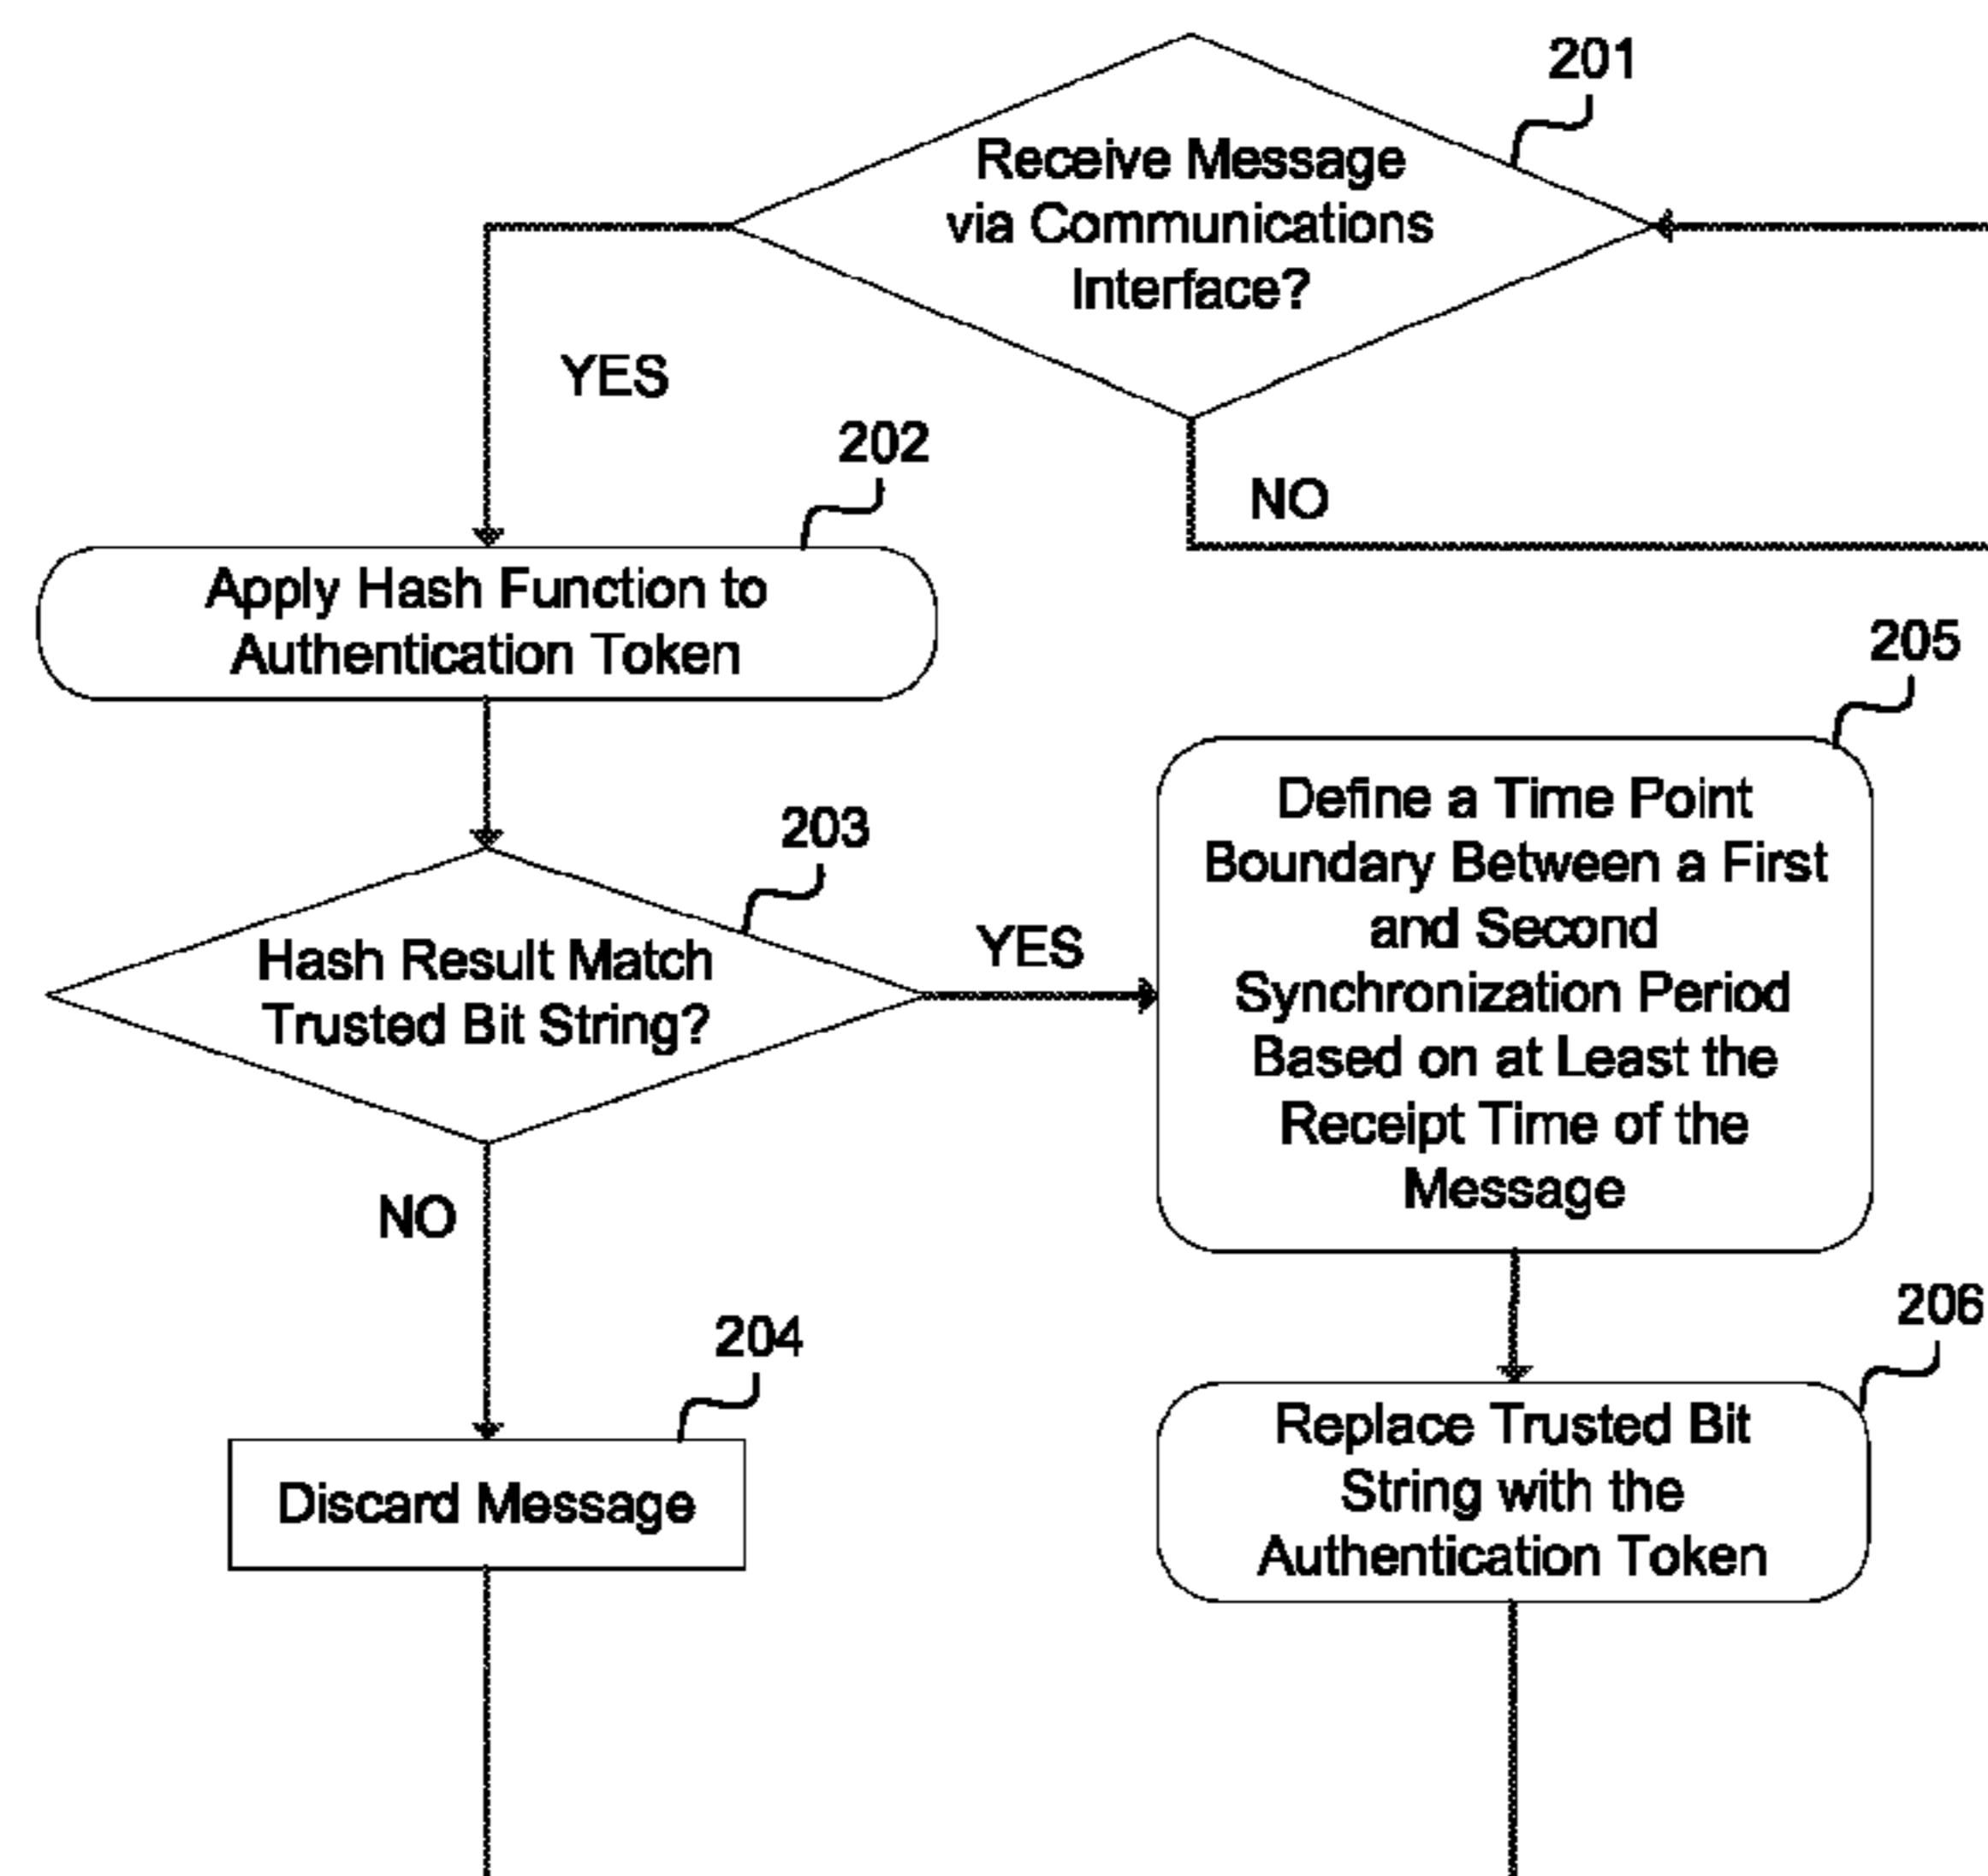 201
Receive Message
via Communications
Interface?
YES
NO
202
Apply Hash Function to
Authentication Token
203
Hash Result Match
Trusted Bit String?
YES
NO
204
Discard Message
205
Define a Time Point
Boundary Between a First
and Second
Synchronization Period
Based on at Least the
Receipt Time of the
Message
206
Replace Trusted Bit
String with the
Authentication Token